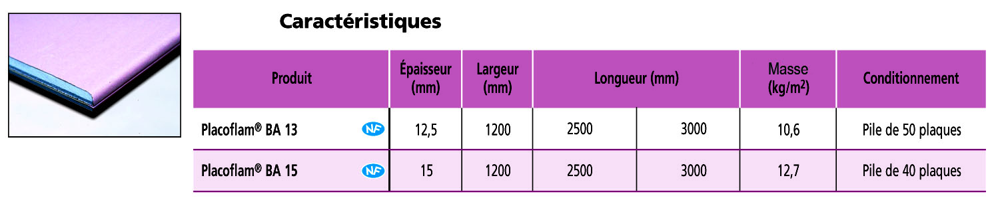 Caractéristiques
Produit Épaisseur (mm) Largeur (mm) Longueur (mm) Masse (kg/m²) Conditionnement
Placoflam® BA 13 NF 12,5 1200 2500 3000 10,6 Pile de 50 plaques
Placoflam® BA 15 NF 15 1200 2500 3000 12,7 Pile de 40 plaques